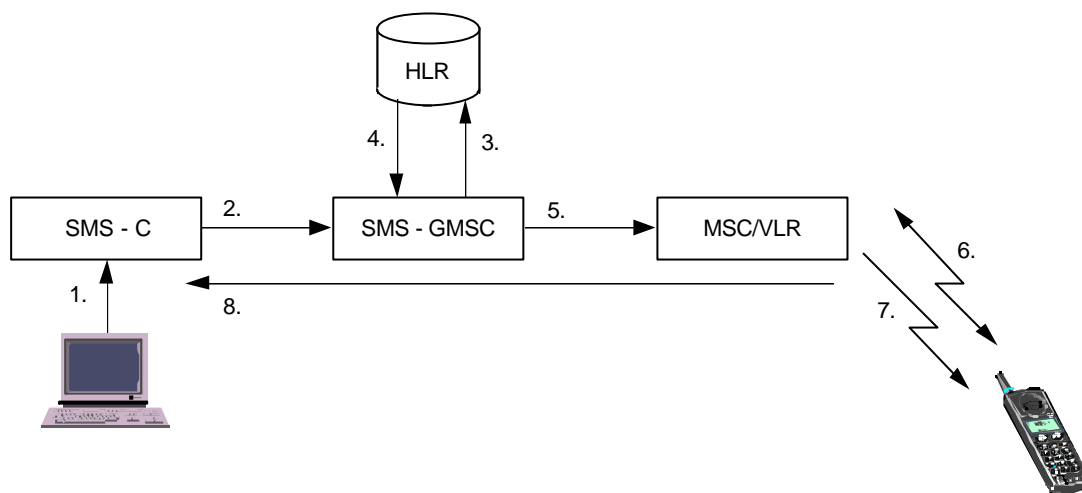 HLR
4.
3.
SMS - C
2.
SMS - GMSC
5.
MSC/VLR
6.
1.
8.
7.